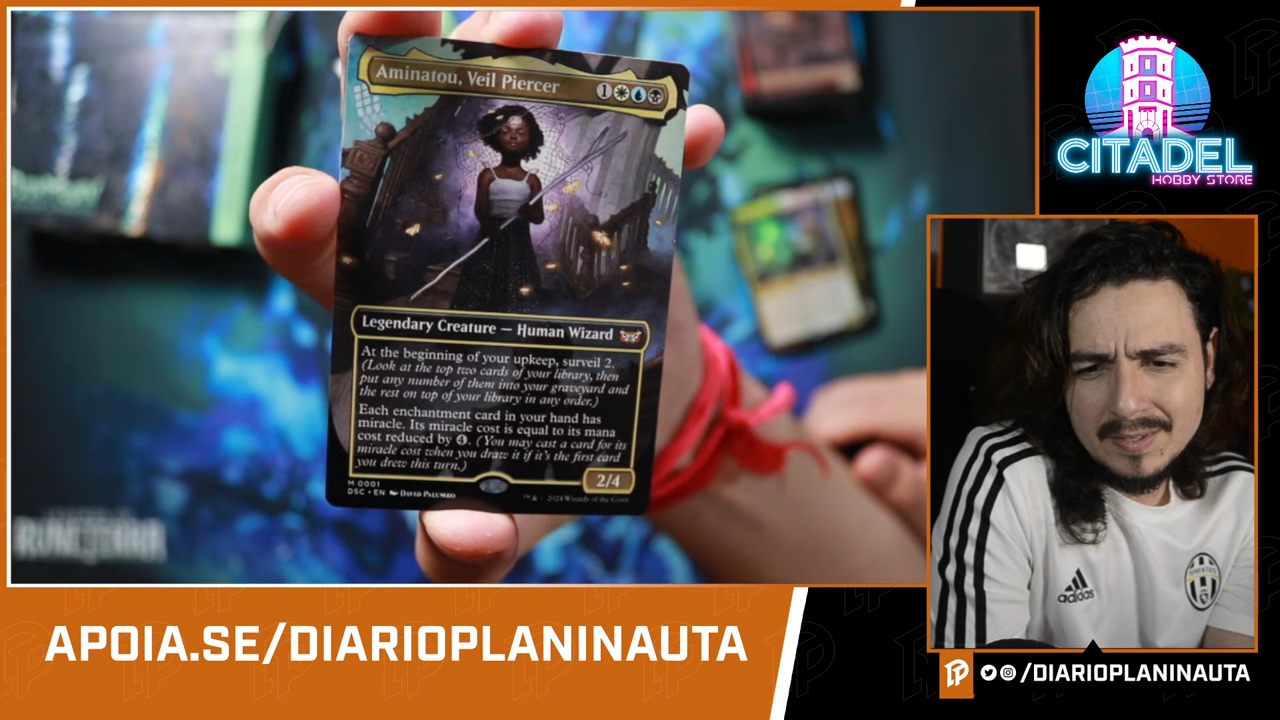 Aminatou, Veil Piercer
1
Legendary Creature — Human Wizard
At the beginning of your upkeep, surveil 2.
(Look at the top two cards of your library, then
put any number of them into your graveyard and
the rest on top of your library in any order.)
Each enchantment card in your hand has
miracle. Its miracle cost is equal to its mana
cost reduced by 4. (You may cast a card for its
miracle cost when you draw it if it's the first card
you drew this turn.)
2/4
M 0001
DSC • EN DAVID PALUMBO
™ & © 2024 Wizards of the Coast
CITADEL
HOBBY STORE
adidas
JUVENTUS
APOIA.SE/DIARIOPLANINAUTA
/DIARIOPLANINAUTA